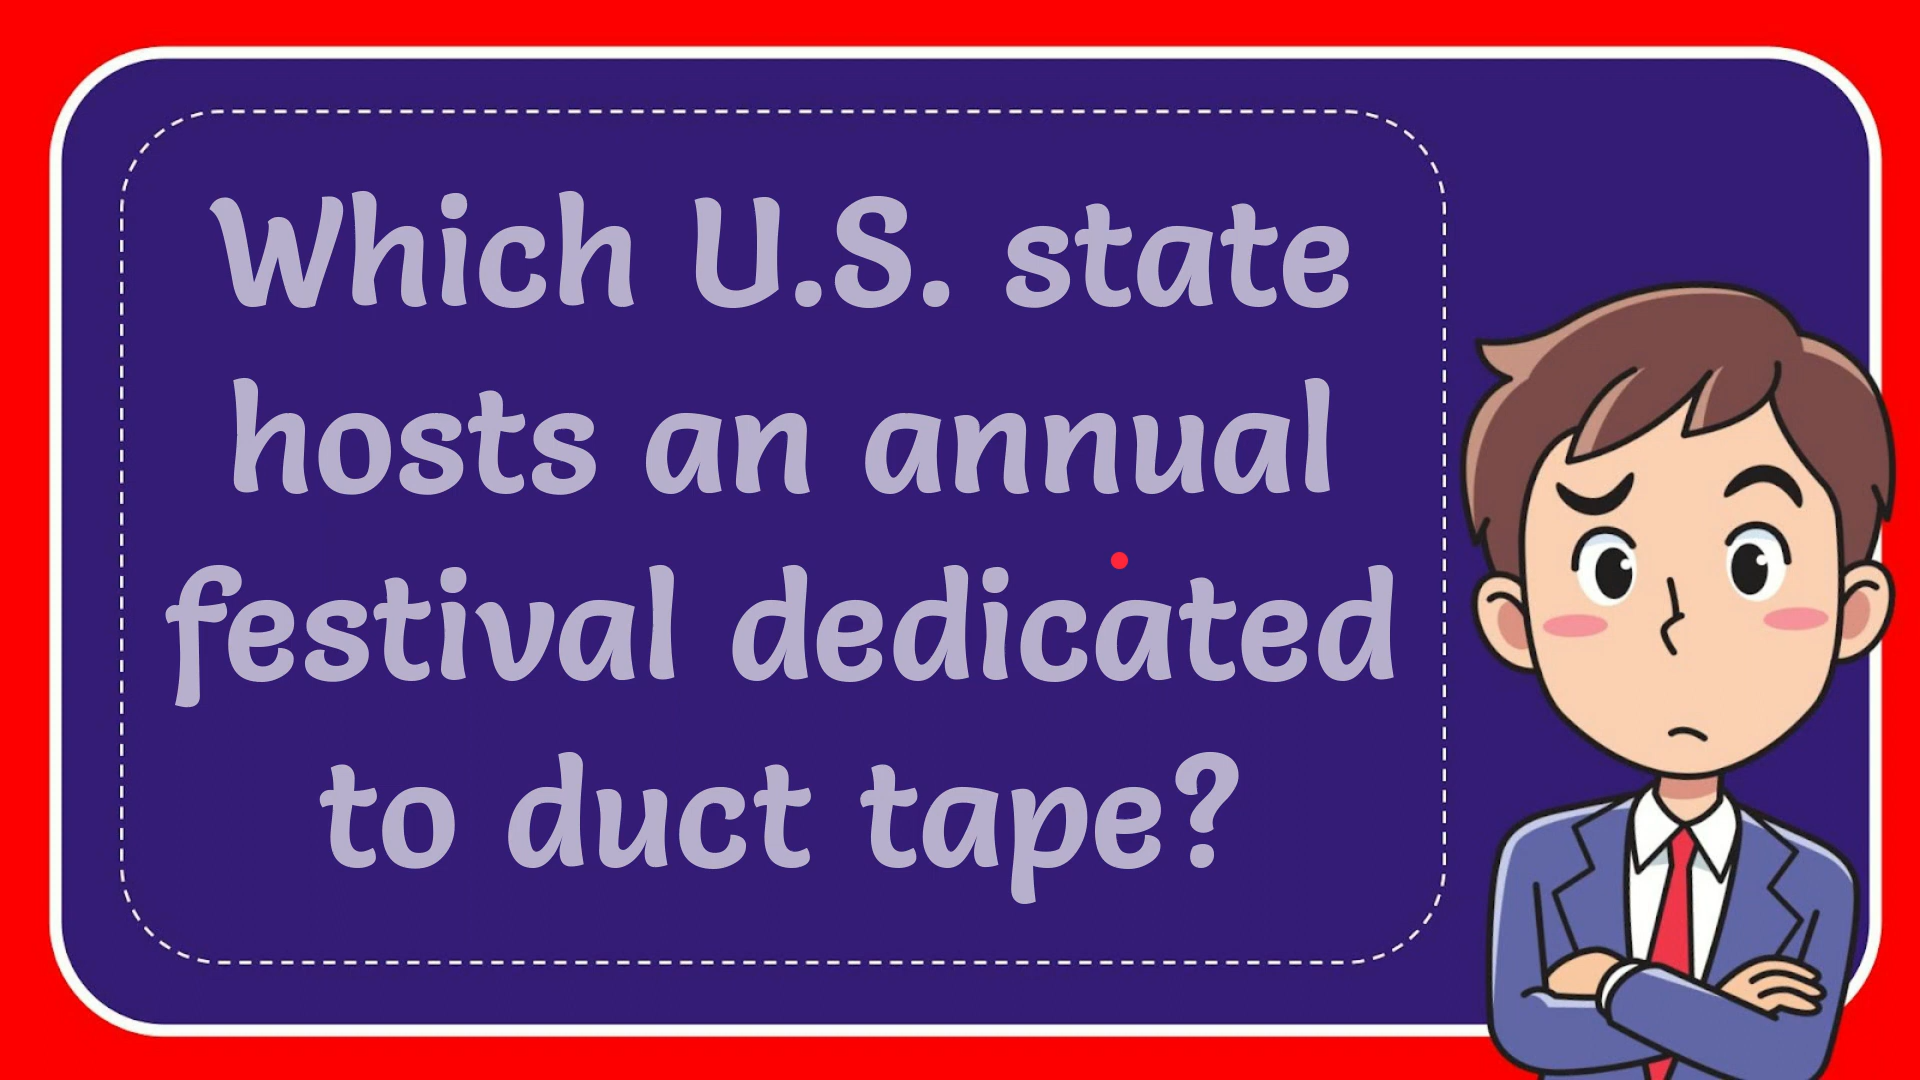 Which U.S. state
hosts an annual
festival dedicated
to duct tape?